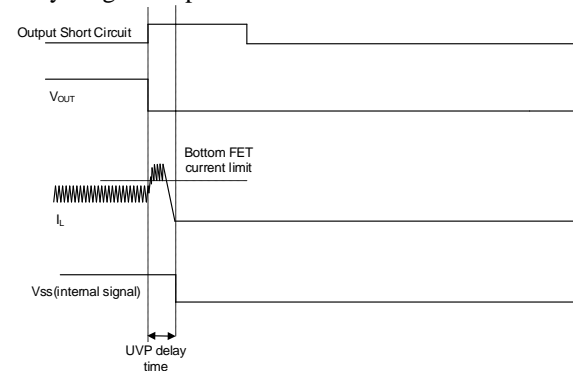 Output Short Circuit
VOUT
Bottom FET
current limit
IL
Vss(internal signal)
UVP delay
time